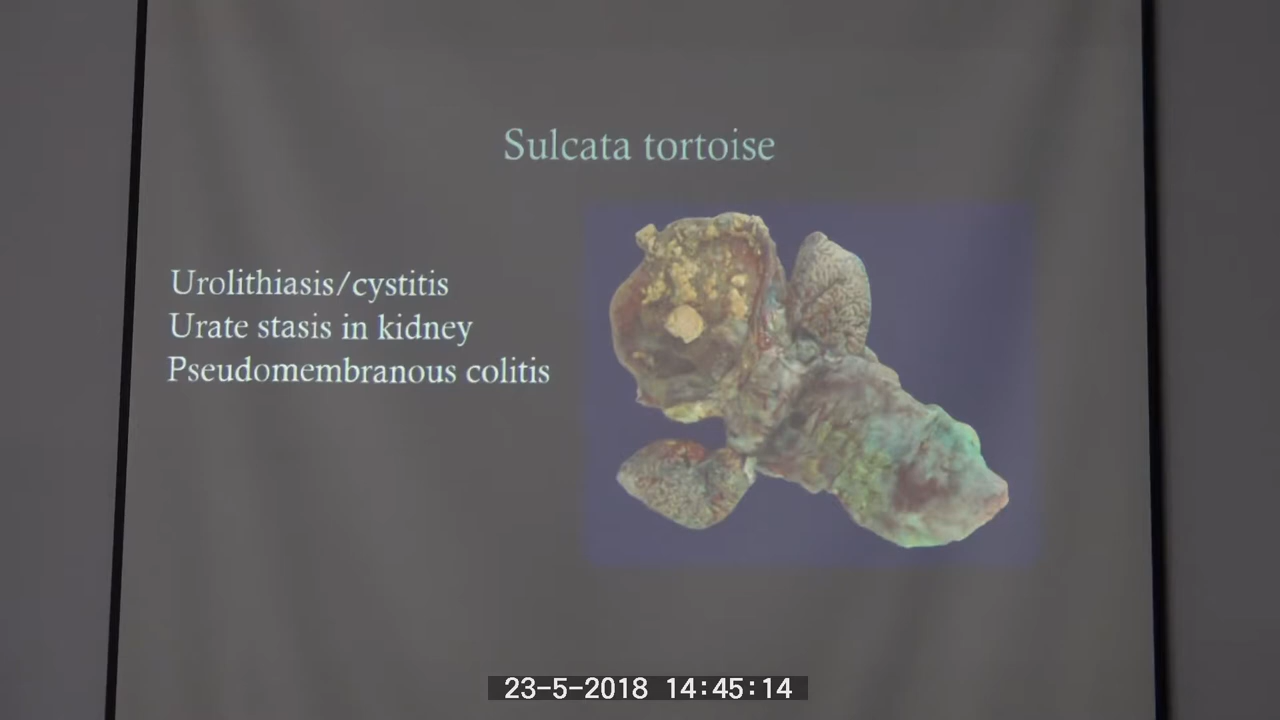 Sulcata tortoise
Urolithiasis/cystitis
Urate stasis in kidney
Pseudomembranous colitis
23-5-2018 14:45:14